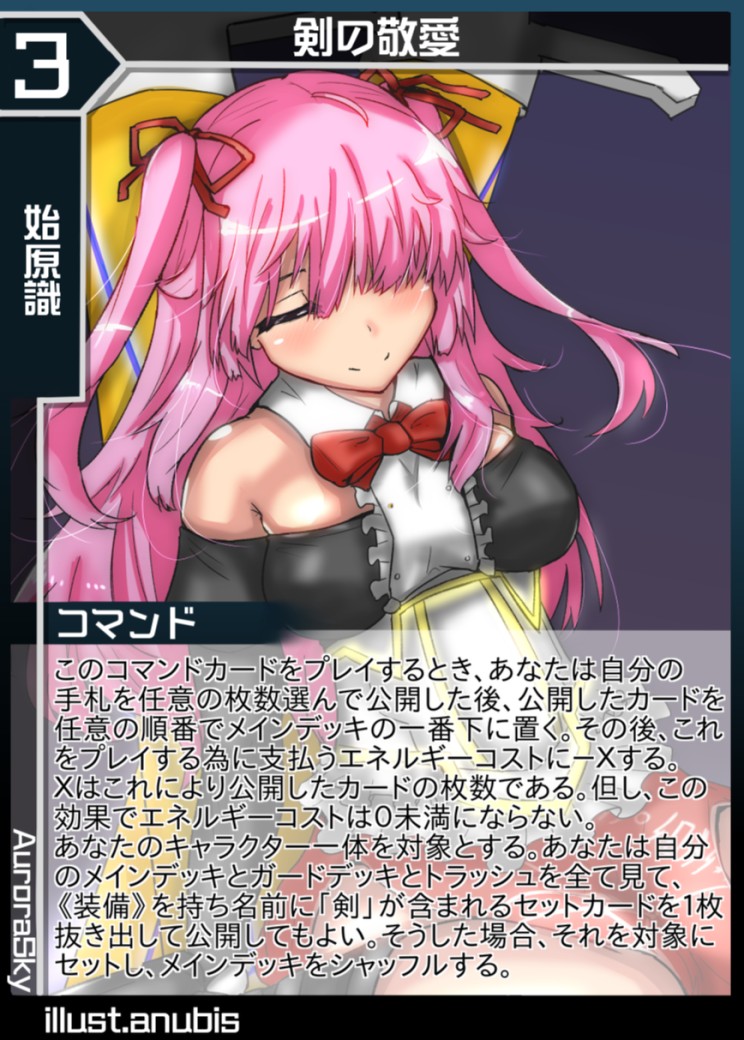 剣の敬愛
3
始原識
コマンド
このコマンドカードをプレイするとき、あなたは自分の
手札を任意の枚数選んで公開した後、公開したカードを
任意の順番でメインデッキの一番下に置く。その後、これ
をプレイする為に支払うエネルギーコストに－Xする。
Xはこれにより公開したカードの枚数である。但し、この
効果でエネルギーコストは0未満にならない。
あなたのキャラクター一体を対象とする。あなたは自分
のメインデッキとガードデッキとトラッシュを全て見て、
《装備》を持ち名前に「剣」が含まれるセットカードを1枚
抜き出して公開してもよい。そうした場合、それを対象に
セットし、メインデッキをシャッフルする。
AuroraSky
illust.anubis